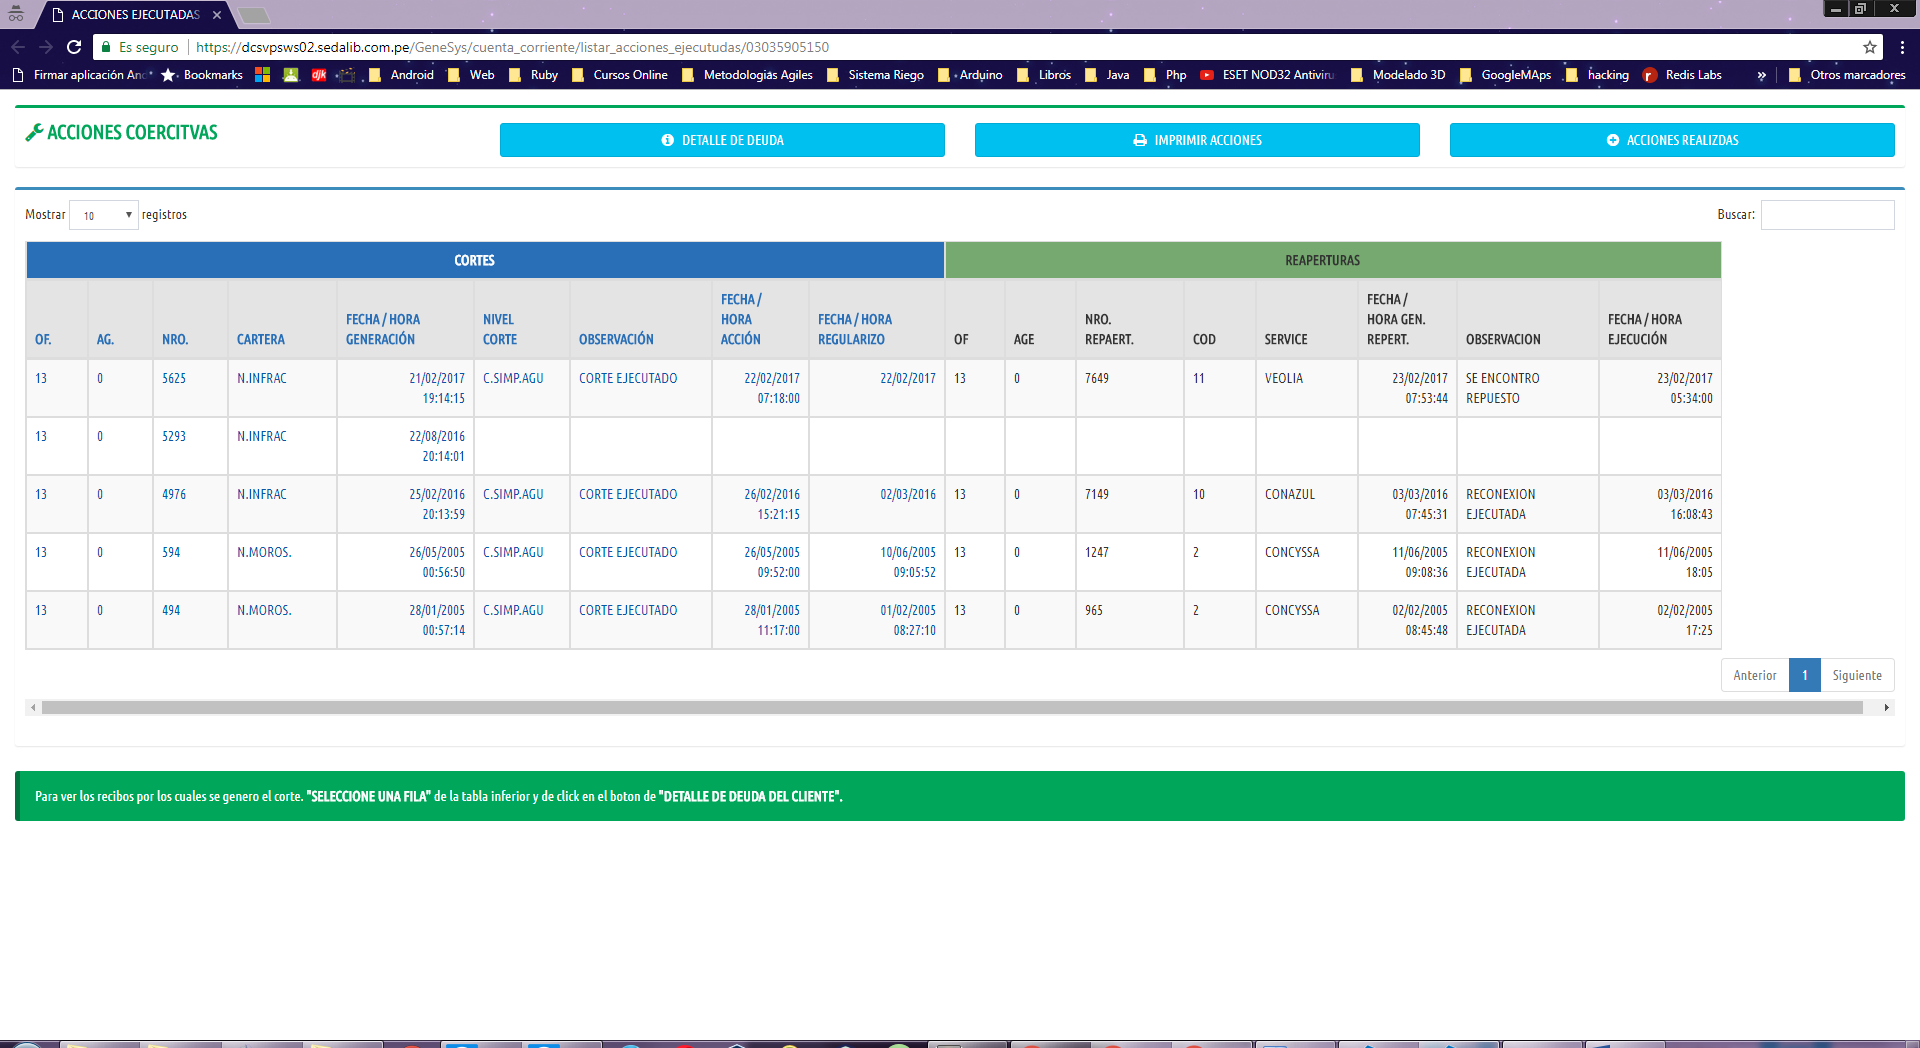 ACCIONES EJECUTADAS
Es seguro https://dcsvpsws02.sedalib.com.pe/GeneSys/cuenta_corriente/listar_acciones_ejecutudas/03035905150
Firmar aplicación An Bookmarks djk Android Web Ruby Cursos Online Metodologias Agiles Sistema Riego Arduino Libros Java Php ESET NOD32 Antiviru Modelado 3D GoogleMAps hacking Redis Labs » Otros marcadores
ACCIONES COERCITVAS
DETALLE DE DEUDA
IMPRIMIR ACCIONES
ACCIONES REALIZDAS
Mostrar 10 registros
Buscar:
CORTES REAPERTURAS
OF. AG. NRO. CARTERA FECHA / HORA GENERACIÓN NIVEL CORTE OBSERVACIÓN FECHA / HORA ACCIÓN FECHA / HORA REGULARIZO OF AGE NRO. REPAERT. COD SERVICE FECHA / HORA GEN. REPERT. OBSERVACION FECHA / HORA EJECUCIÓN
13 0 5625 N.INFRAC 21/02/2017 19:14:15 C.SIMP.AGU CORTE EJECUTADO 22/02/2017 07:18:00 22/02/2017 13 0 7649 11 VEOLIA 23/02/2017 07:53:44 SE ENCONTRO REPUESTO 23/02/2017 05:34:00
13 0 5293 N.INFRAC 22/08/2016 20:14:01
13 0 4976 N.INFRAC 25/02/2016 20:13:59 C.SIMP.AGU CORTE EJECUTADO 26/02/2016 15:21:15 02/03/2016 13 0 7149 10 CONAZUL 03/03/2016 07:45:31 RECONEXION EJECUTADA 03/03/2016 16:08:43
13 0 594 N.MOROS. 26/05/2005 00:56:50 C.SIMP.AGU CORTE EJECUTADO 26/05/2005 09:52:00 10/06/2005 09:05:52 13 0 1247 2 CONCYSSA 11/06/2005 09:08:36 RECONEXION EJECUTADA 11/06/2005 18:05
13 0 494 N.MOROS. 28/01/2005 00:57:14 C.SIMP.AGU CORTE EJECUTADO 28/01/2005 11:17:00 01/02/2005 08:27:10 13 0 965 2 CONCYSSA 02/02/2005 08:45:48 RECONEXION EJECUTADA 02/02/2005 17:25
Anterior 1 Siguiente
Para ver los recibos por los cuales se genero el corte. "SELECCIONE UNA FILA" de la tabla inferior y de click en el boton de "DETALLE DE DEUDA DEL CLIENTE".